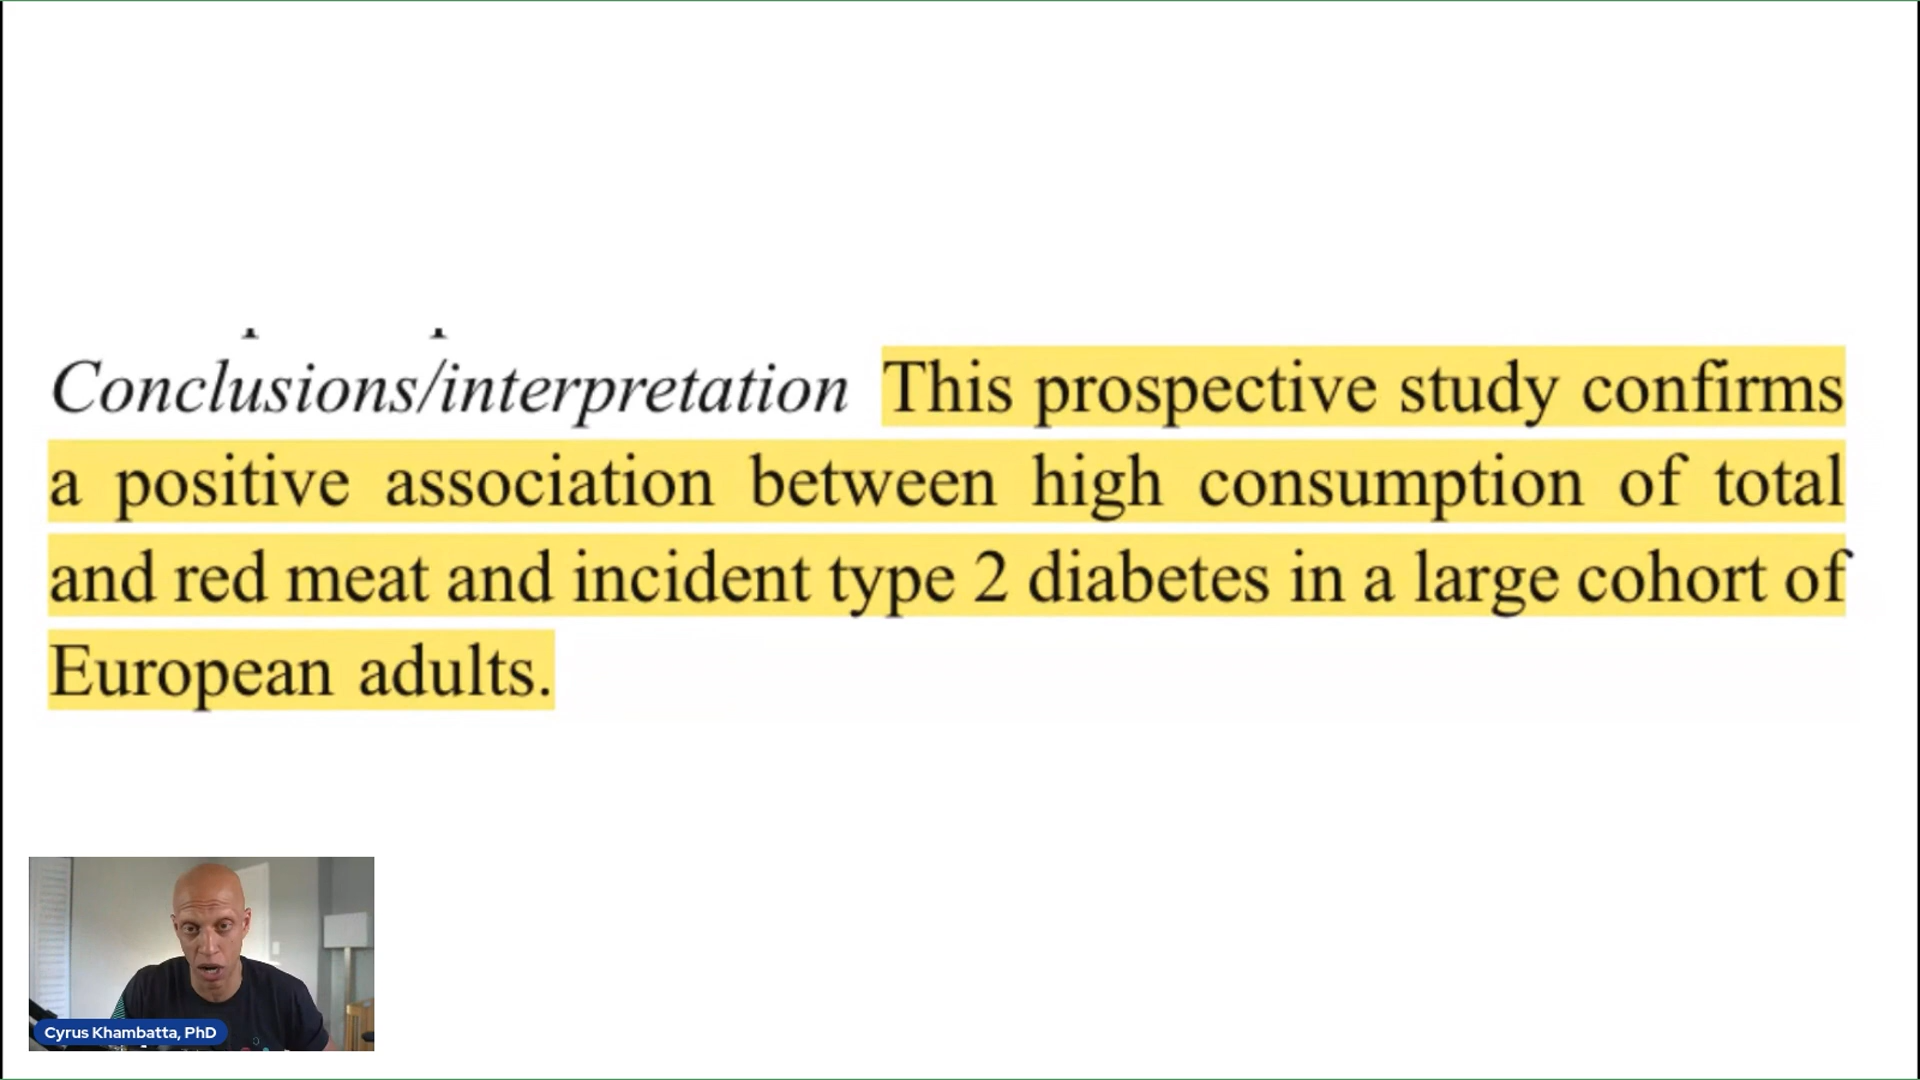 Conclusions/interpretation This prospective study confirms
a positive association between high consumption of total
and red meat and incident type 2 diabetes in a large cohort of
European adults.
Cyrus Khambatta, PhD